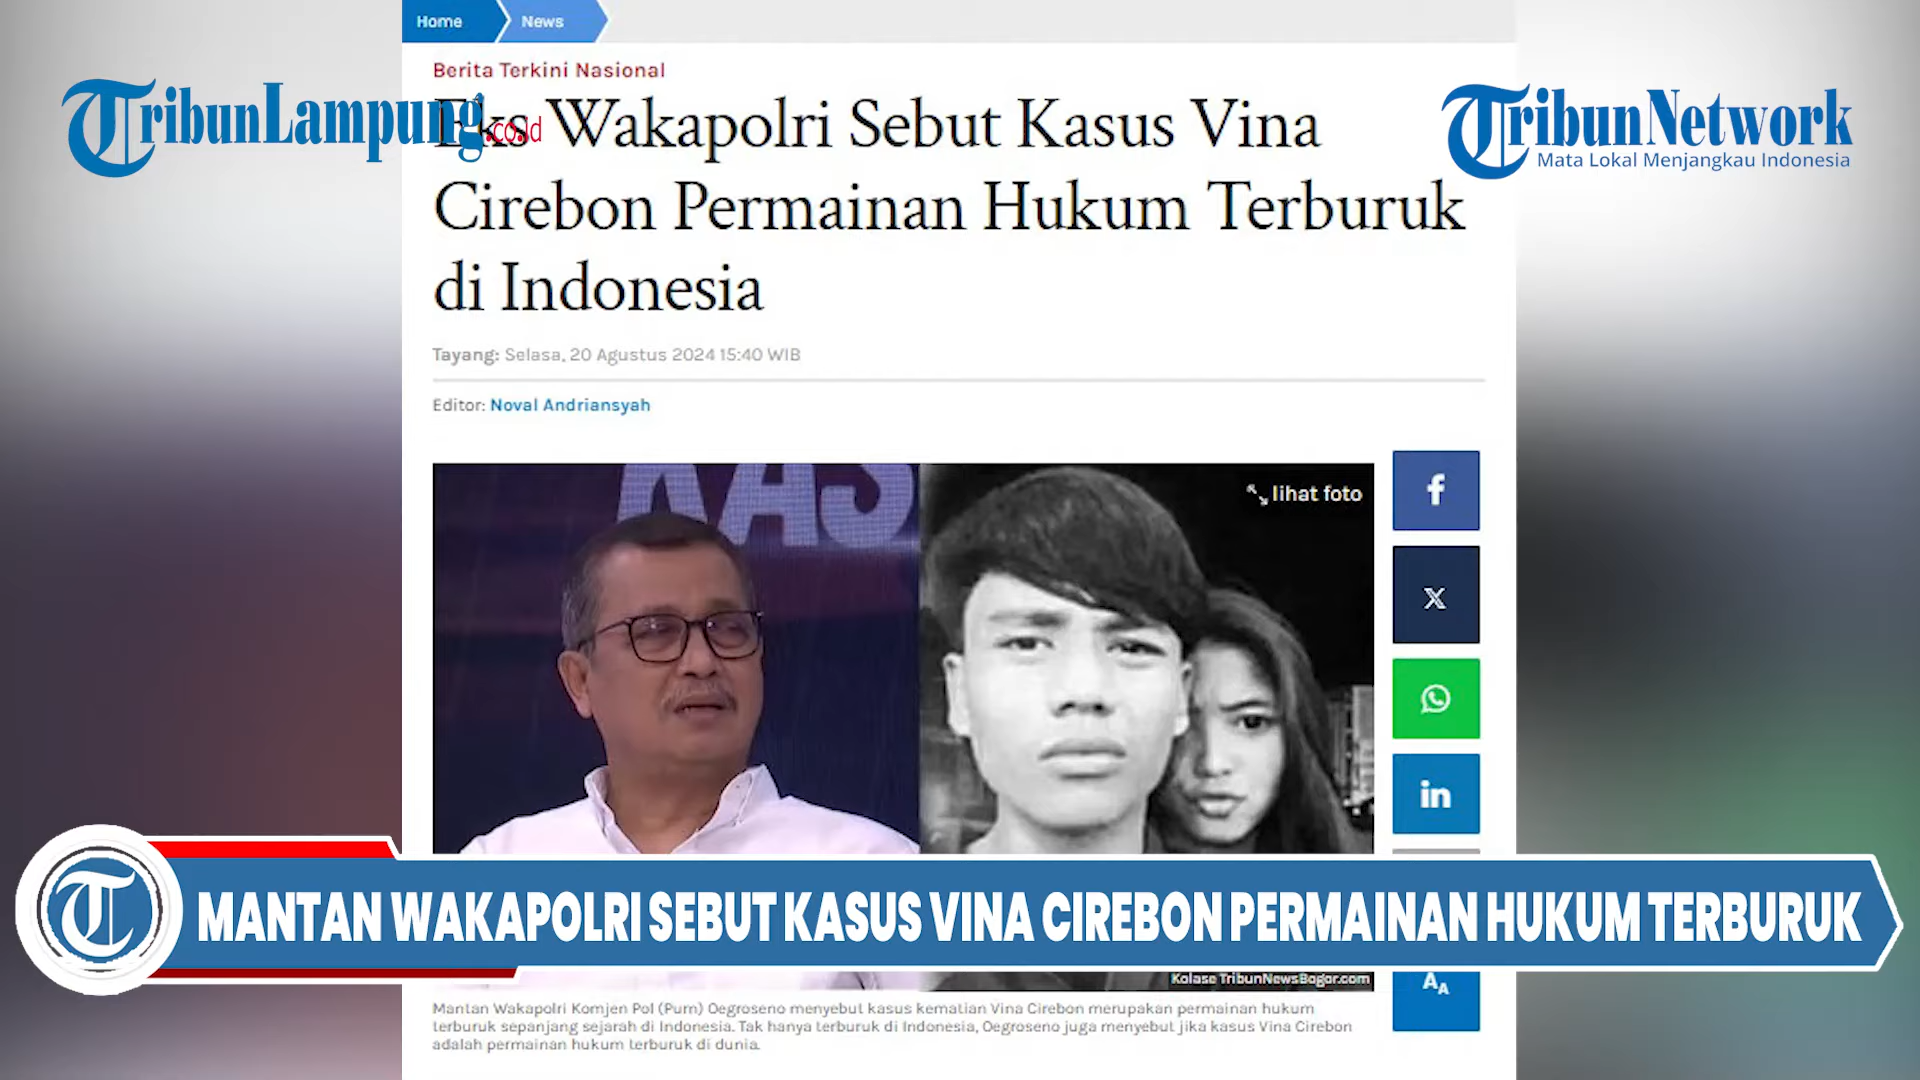 Home News
Berita Terkini Nasional
TribunLampung.co.id
TribunNetwork
Mata Lokal Menjangkau Indonesia
Eks Wakapolri Sebut Kasus Vina
Cirebon Permainan Hukum Terburuk
di Indonesia
Tayang: Selasa, 20 Agustus 2024 15:40 WIB
Editor: Noval Andriansyah
KAS
lihat foto
f
X
in
T
MANTAN WAKAPOLRI SEBUT KASUS VINA CIREBON PERMAINAN HUKUM TERBURUK
Kolase TribunNewsBogor.com
AA
Mantan Wakapolri Komjen Pol (Purn) Oegroseno menyebut kasus kematian Vina Cirebon merupakan permainan hukum
terburuk sepanjang sejarah di Indonesia. Tak hanya terburuk di Indonesia, Oegroseno juga menyebut jika kasus Vina Cirebon
adalah permainan hukum terburuk di dunia.